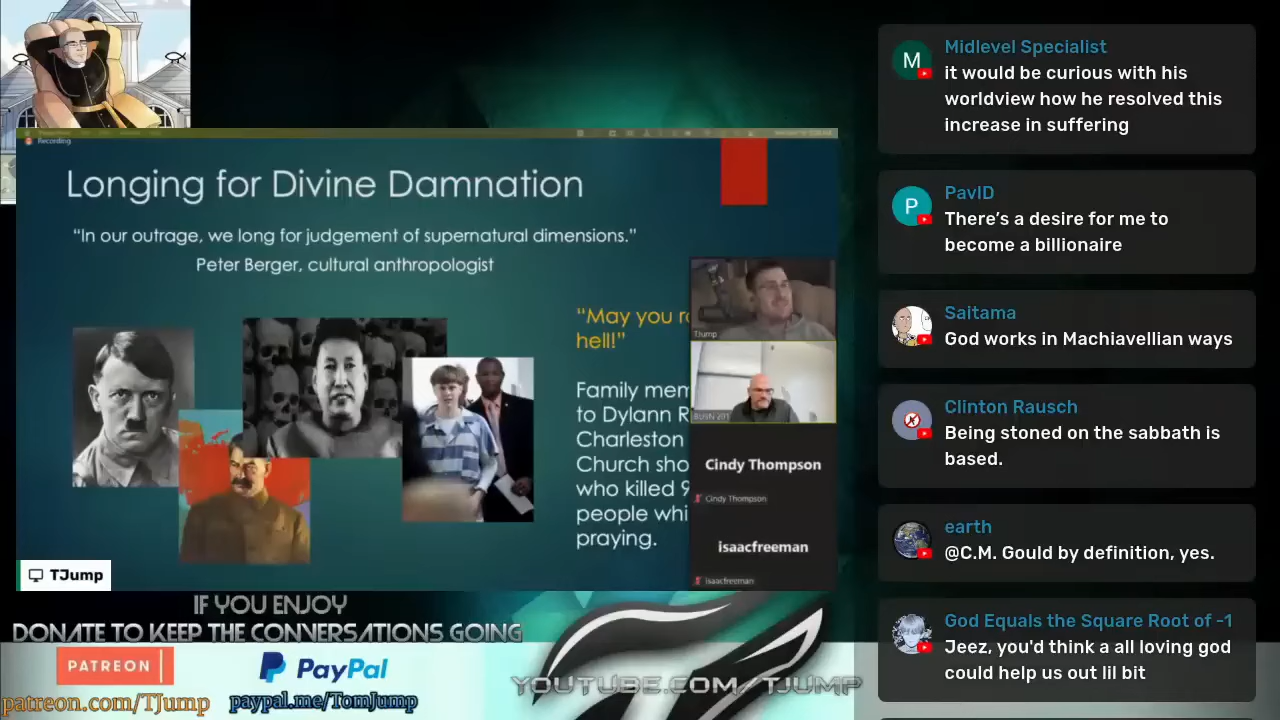 Recording
Longing for Divine Damnation
“In our outrage, we long for judgement of supernatural dimensions.”
Peter Berger, cultural anthropologist
“May you
hell!”
Family mem
to Dylann R
Charleston
Church sho
who killed 9
people whi
praying.
TJump
BUNN 201
Cindy Thompson
Cindy Thompson
isaacfreeman
isaacfreeman
TJump
IF YOU ENJOY
DONATE TO KEEP THE CONVERSATIONS GOING
PATREON
PayPal
patreon.com/TJump
paypal.me/TomJump
YOUTUBE.COM/TJUMP
M
Midlevel Specialist
it would be curious with his
worldview how he resolved this
increase in suffering
P
PavID
There’s a desire for me to
become a billionaire
Saitama
God works in Machiavellian ways
Clinton Rausch
Being stoned on the sabbath is
based.
earth
@C.M. Gould by definition, yes.
God Equals the Square Root of -1
Jeez, you'd think a all loving god
could help us out lil bit